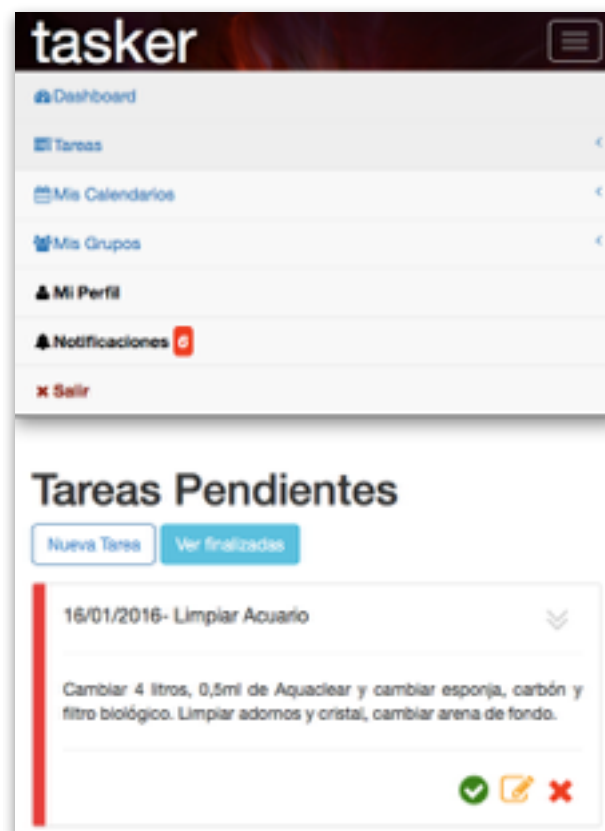 tasker
Dashboard
Tareas
Mis Calendarios
Mis Grupos
Mi Perfil
Notificaciones 6
Salir
Tareas Pendientes
Nueva Tarea Ver finalizadas
16/01/2016- Limpiar Acuario
Cambiar 4 litros, 0,5ml de Aquaclear y cambiar esponja, carbón y
filtro biológico. Limpiar adornos y cristal, cambiar arena de fondo.